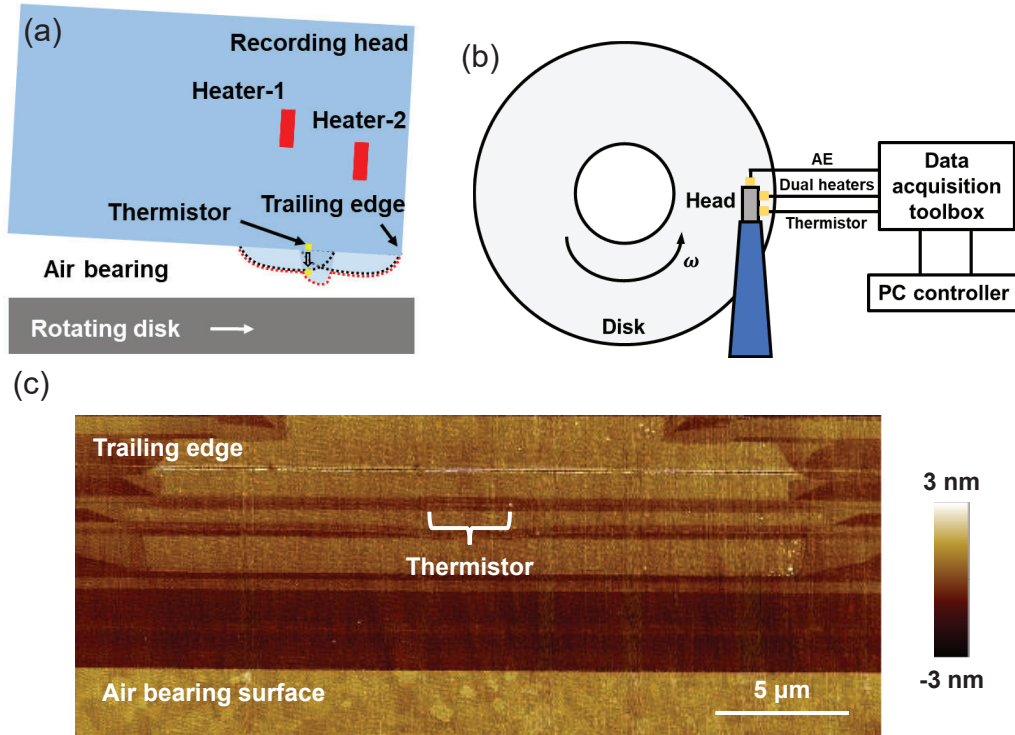 (a)
Recording head
Heater-1
Heater-2
Thermistor
Trailing edge
Air bearing
Rotating disk
(b)
AE
Dual heaters
Head
Thermistor
Data
acquisition
toolbox
ω
PC controller
Disk
(c)
Trailing edge
Thermistor
Air bearing surface
5 μm
3 nm
-3 nm